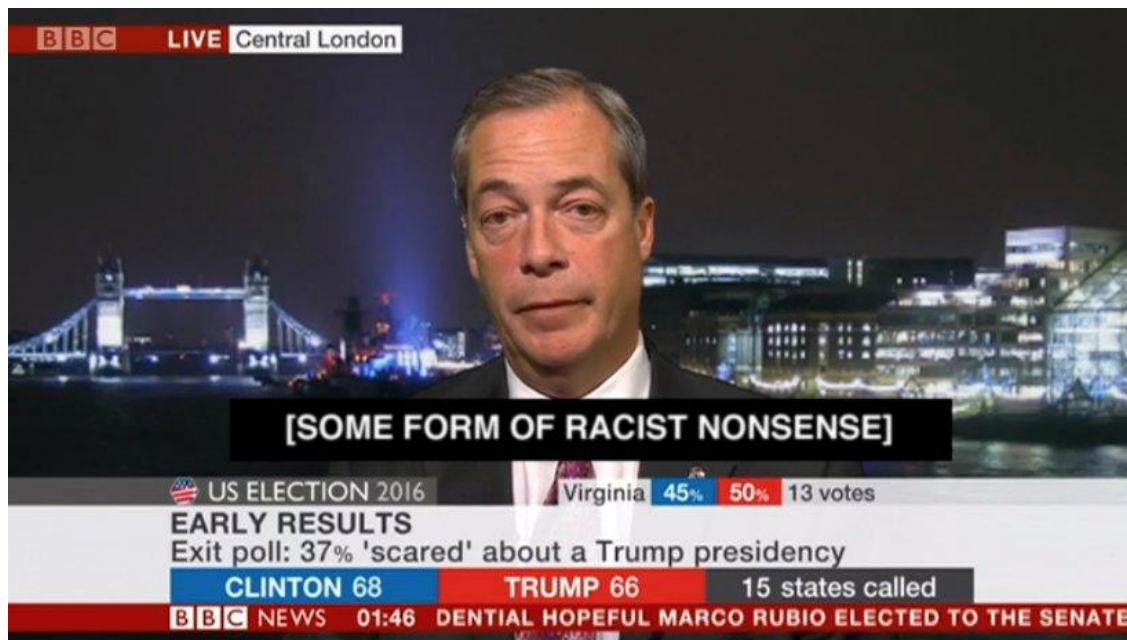 BBC LIVE Central London
[SOME FORM OF RACIST NONSENSE]
US ELECTION 2016 Virginia 45% 50% 13 votes
EARLY RESULTS
Exit poll: 37% 'scared' about a Trump presidency
CLINTON 68 TRUMP 66 15 states called
BBC NEWS 01:46 DENTIAL HOPEFUL MARCO RUBIO ELECTED TO THE SENATE